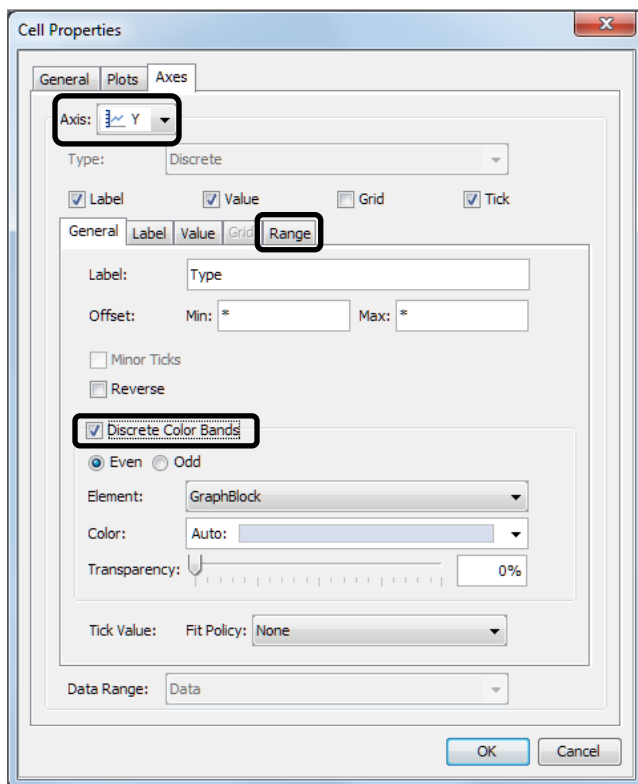 Cell Properties
General Plots Axes
Axis: Y
Type: Discrete
Label Value Grid Tick
General Label Value Grid Range
Label: Type
Offset: Min: * Max: *
Minor Ticks
Reverse
Discrete Color Bands
Even Odd
Element: GraphBlock
Color: Auto:
Transparency: 0%
Tick Value: Fit Policy: None
Data Range: Data
OK Cancel